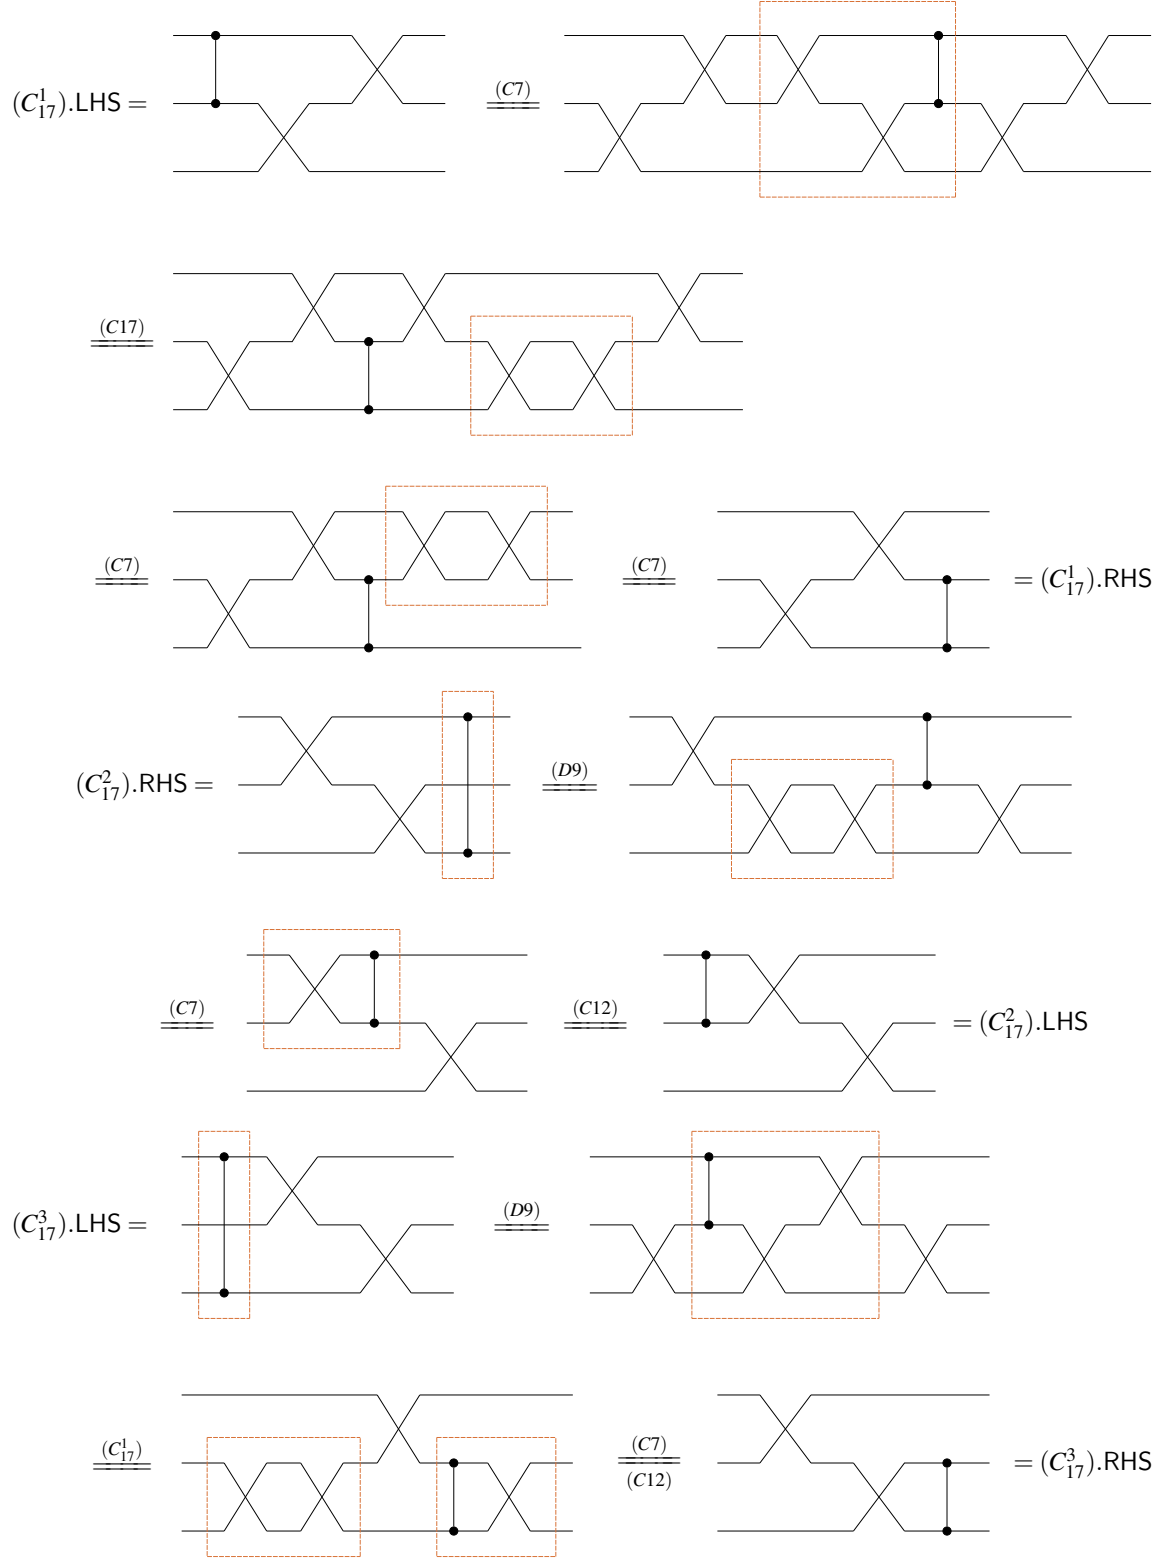 (C¹₁₇).LHS = (C7)
(C17)
(C7) (C7) = (C¹₁₇).RHS
(C²₁₇).RHS = (D9)
(C7) (C12) = (C²₁₇).LHS
(C³₁₇).LHS = (D9)
(C¹₁₇) (C7) = (C³₁₇).RHS
(C12)